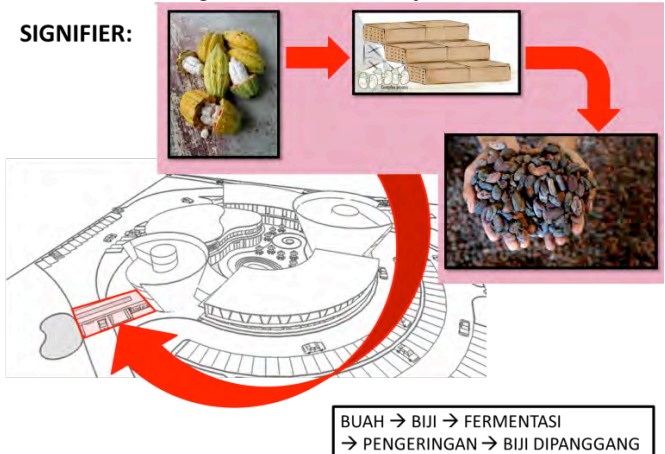 SIGNIFIER:
BUAH → BIJI → FERMENTASI
→ PENGERINGAN → BIJI DIPANGGANG